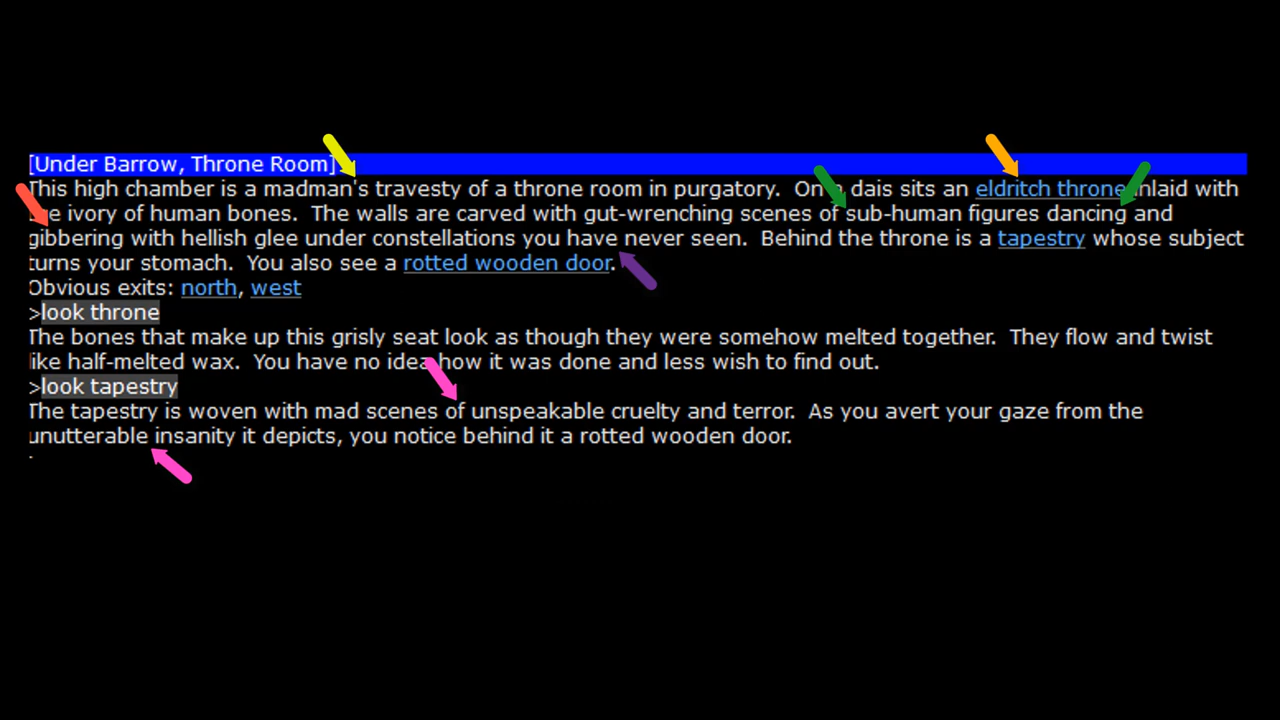 [Under Barrow, Throne Room]
This high chamber is a madman's travesty of a throne room in purgatory.  On a dais sits an eldritch throne inlaid with
the ivory of human bones.  The walls are carved with gut-wrenching scenes of sub-human figures dancing and
gibbering with hellish glee under constellations you have never seen.  Behind the throne is a tapestry whose subject
turns your stomach.  You also see a rotted wooden door.
Obvious exits: north, west
>look throne
The bones that make up this grisly seat look as though they were somehow melted together.  They flow and twist
like half-melted wax.  You have no idea how it was done and less wish to find out.
>look tapestry
The tapestry is woven with mad scenes of unspeakable cruelty and terror.  As you avert your gaze from the
unutterable insanity it depicts, you notice behind it a rotted wooden door.